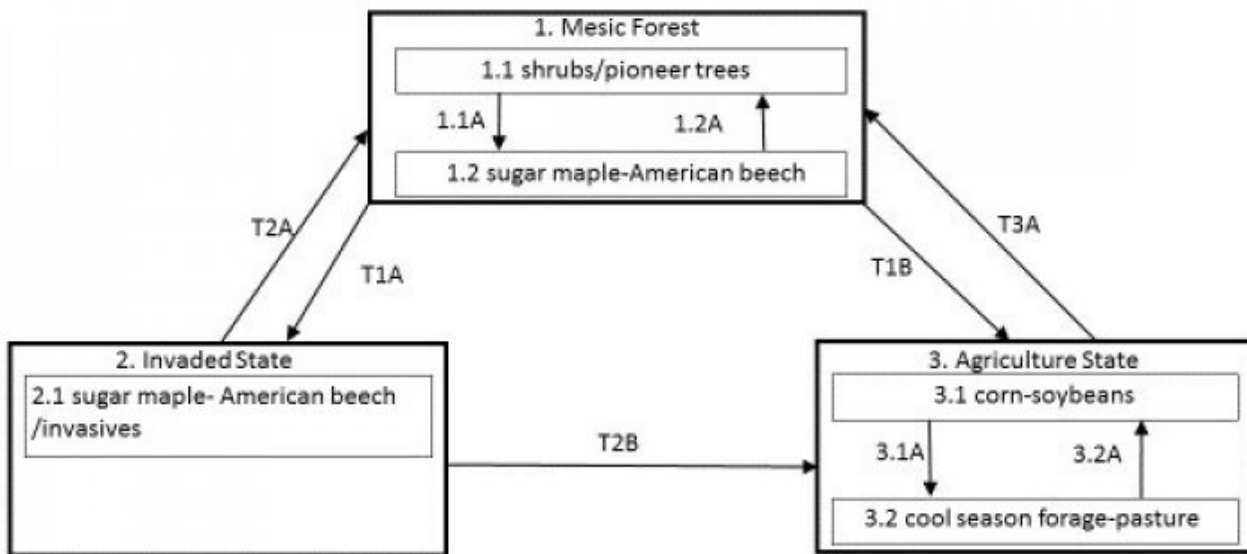 1. Mesic Forest
1.1 shrubs/pioneer trees
1.1A
1.2A
1.2 sugar maple-American beech
T2A
T1A
T3A
T1B
2. Invaded State
2.1 sugar maple- American beech
/invasives
T2B
3. Agriculture State
3.1 corn-soybeans
3.1A
3.2A
3.2 cool season forage-pasture